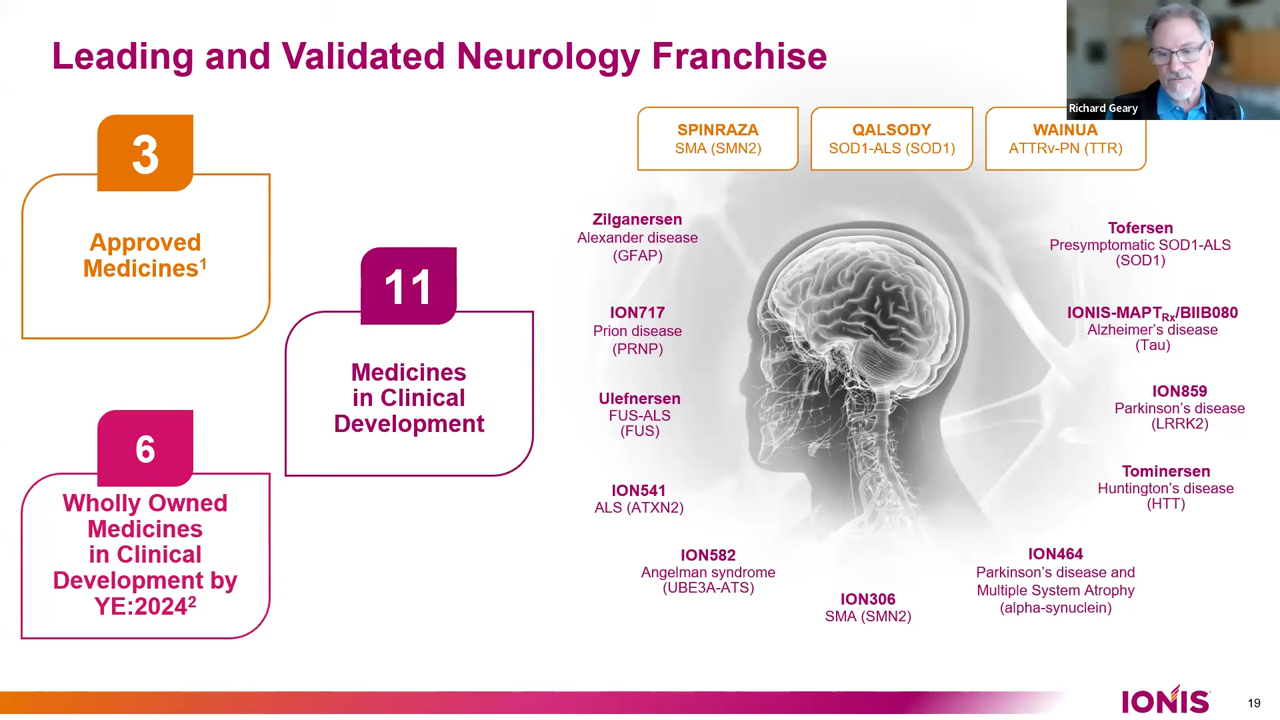 Leading and Validated Neurology Franchise
Richard Geary
3
Approved
Medicines¹
11
Medicines
in Clinical
Development
6
Wholly Owned
Medicines
in Clinical
Development by
YE:2024²
SPINRAZA
SMA (SMN2)
QALSODY
SOD1-ALS (SOD1)
WAINUA
ATTRv-PN (TTR)
Zilganersen
Alexander disease
(GFAP)
ION717
Prion disease
(PRNP)
Ulefnersen
FUS-ALS
(FUS)
ION541
ALS (ATXN2)
ION582
Angelman syndrome
(UBE3A-ATS)
ION306
SMA (SMN2)
ION464
Parkinson's disease and
Multiple System Atrophy
(alpha-synuclein)
Tofersen
Presymptomatic SOD1-ALS
(SOD1)
IONIS-MAPTRx/BIIB080
Alzheimer's disease
(Tau)
ION859
Parkinson's disease
(LRRK2)
Tominersen
Huntington's disease
(HTT)
IONIS
19